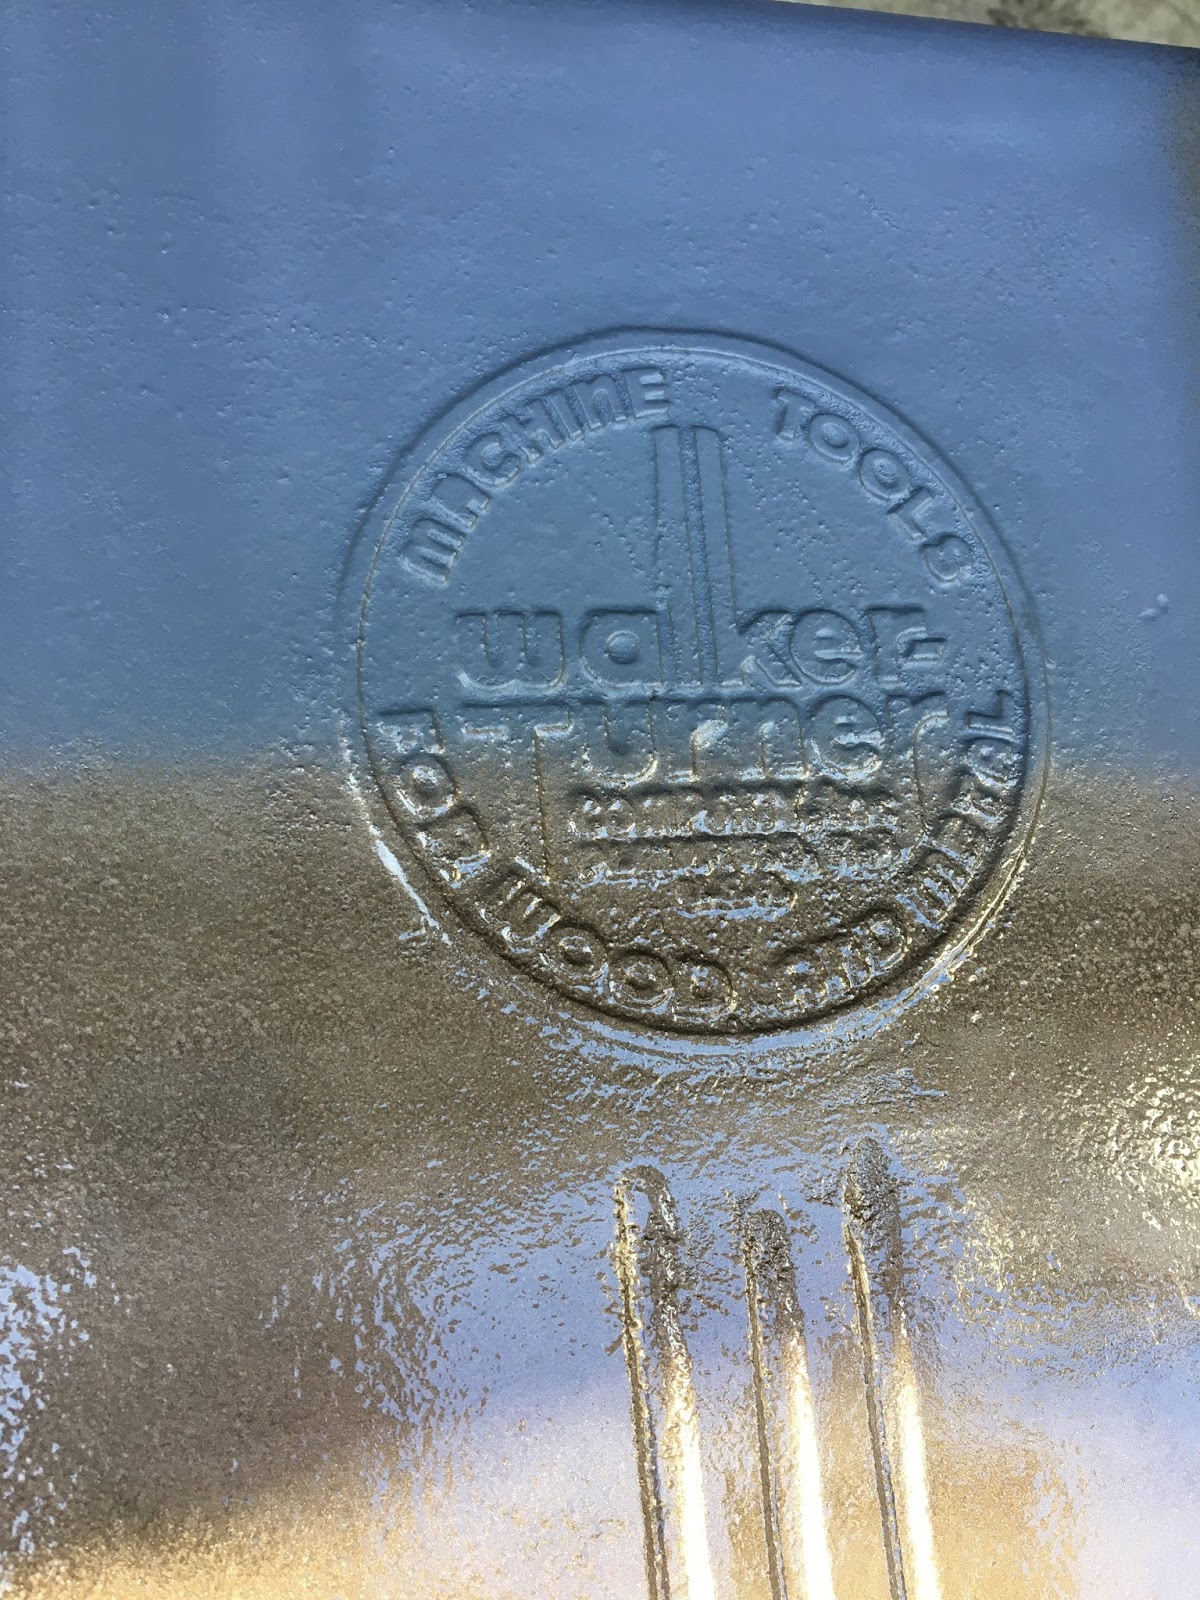 MACHINE TOOLS
walker-
Turner
FOR WOOD AND METAL